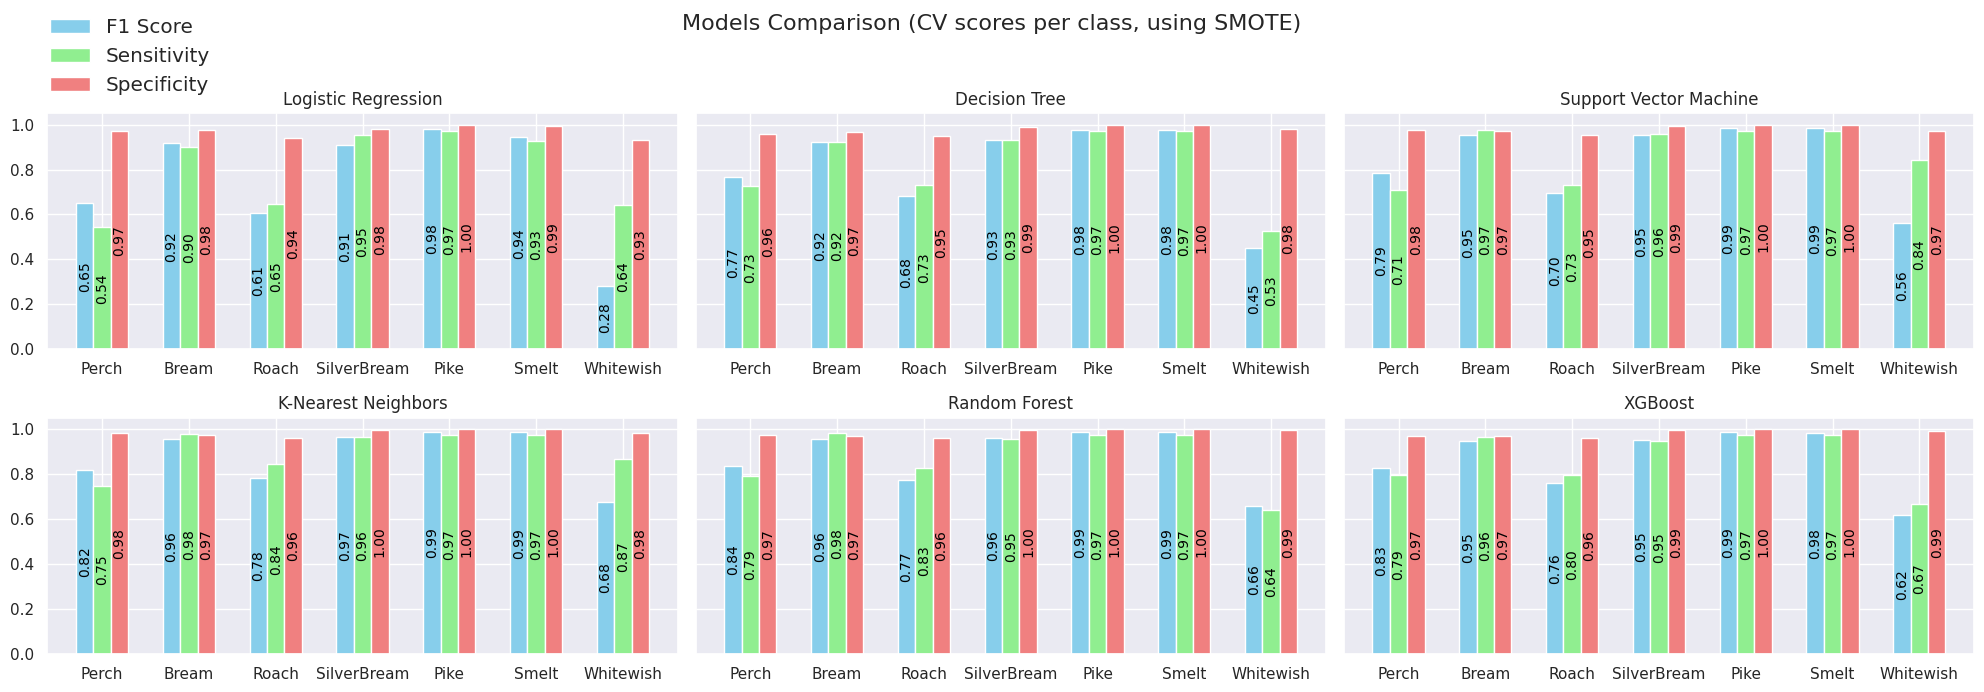 Models Comparison (CV scores per class, using SMOTE)
F1 Score
Sensitivity
Specificity
Logistic Regression
1.0
0.8
0.6
0.4
0.2
0.0
0.65 0.54 0.97
0.92 0.90 0.98
0.61 0.65 0.94
0.91 0.95 0.98
0.98 0.97 1.00
0.94 0.93 0.99
0.28 0.64 0.93
Perch Bream Roach SilverBream Pike Smelt Whitewish
Decision Tree
0.77 0.73 0.96
0.92 0.92 0.97
0.68 0.73 0.95
0.93 0.93 0.99
0.98 0.97 1.00
0.98 0.97 1.00
0.45 0.53 0.98
Perch Bream Roach SilverBream Pike Smelt Whitewish
Support Vector Machine
0.79 0.71 0.98
0.95 0.97 0.97
0.70 0.73 0.95
0.95 0.96 0.99
0.99 0.97 1.00
0.99 0.97 1.00
0.56 0.84 0.97
Perch Bream Roach SilverBream Pike Smelt Whitewish
K-Nearest Neighbors
1.0
0.8
0.6
0.4
0.2
0.0
0.82 0.75 0.98
0.96 0.98 0.97
0.78 0.84 0.96
0.97 0.96 1.00
0.99 0.97 1.00
0.99 0.97 1.00
0.68 0.87 0.98
Perch Bream Roach SilverBream Pike Smelt Whitewish
Random Forest
0.84 0.79 0.97
0.96 0.98 0.97
0.77 0.83 0.96
0.96 0.95 1.00
0.99 0.97 1.00
0.99 0.97 1.00
0.66 0.64 0.99
Perch Bream Roach SilverBream Pike Smelt Whitewish
XGBoost
0.83 0.79 0.97
0.95 0.96 0.97
0.76 0.80 0.96
0.95 0.95 0.99
0.99 0.97 1.00
0.98 0.97 1.00
0.62 0.67 0.99
Perch Bream Roach SilverBream Pike Smelt Whitewish